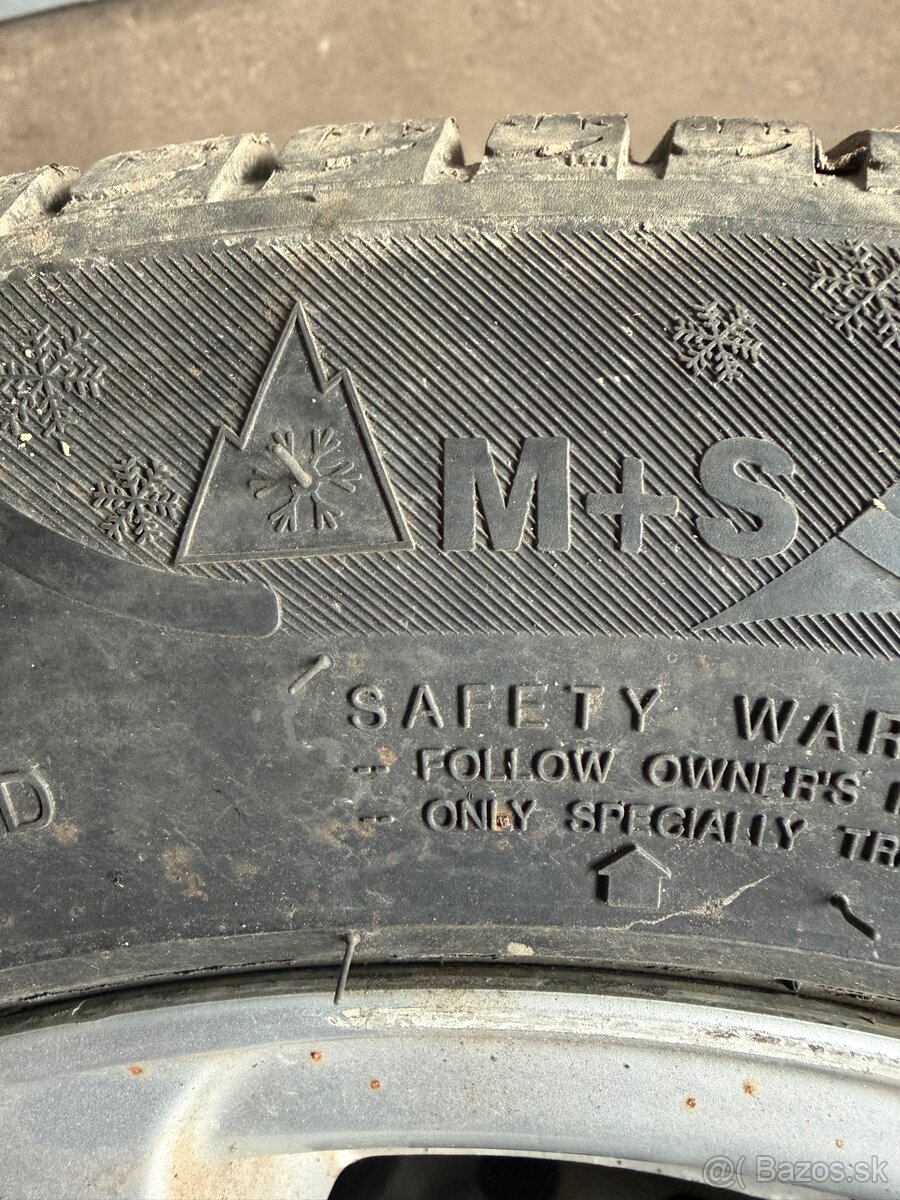 M+S
SAFETY WAR
- FOLLOW OWNER'S
- ONLY SPECIALLY TR
D
@( Bazos.sk